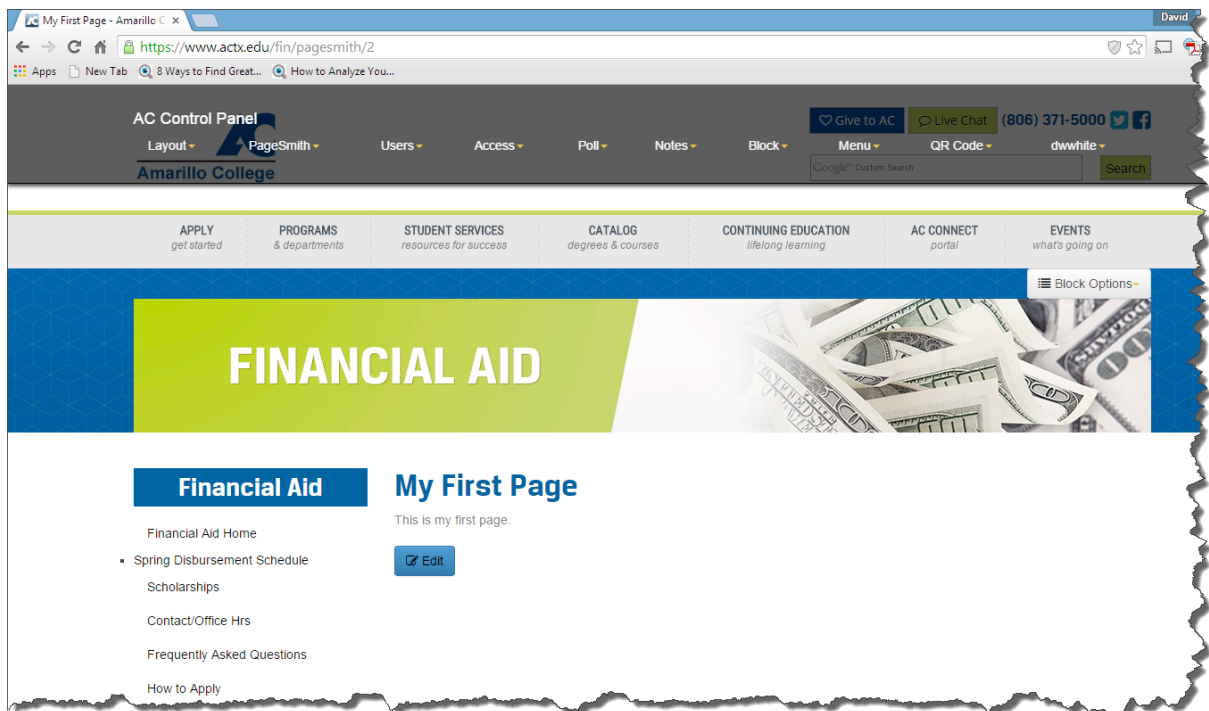 My First Page - Amarillo C
David
https://www.actx.edu/fin/pagesmith/2
Apps New Tab 8 Ways to Find Great... How to Analyze You...
AC Control Panel
Give to AC Live Chat (806) 371-5000
Layout PageSmith Users Access Poll Notes Block Menu QR Code dwwhite
Amarillo College
Google™ Custom Search Search
APPLY PROGRAMS STUDENT SERVICES CATALOG CONTINUING EDUCATION AC CONNECT EVENTS
get started & departments resources for success degrees & courses lifelong learning portal what's going on
Block Options
FINANCIAL AID
Financial Aid
My First Page
This is my first page.
Edit
Financial Aid Home
Spring Disbursement Schedule
Scholarships
Contact/Office Hrs
Frequently Asked Questions
How to Apply